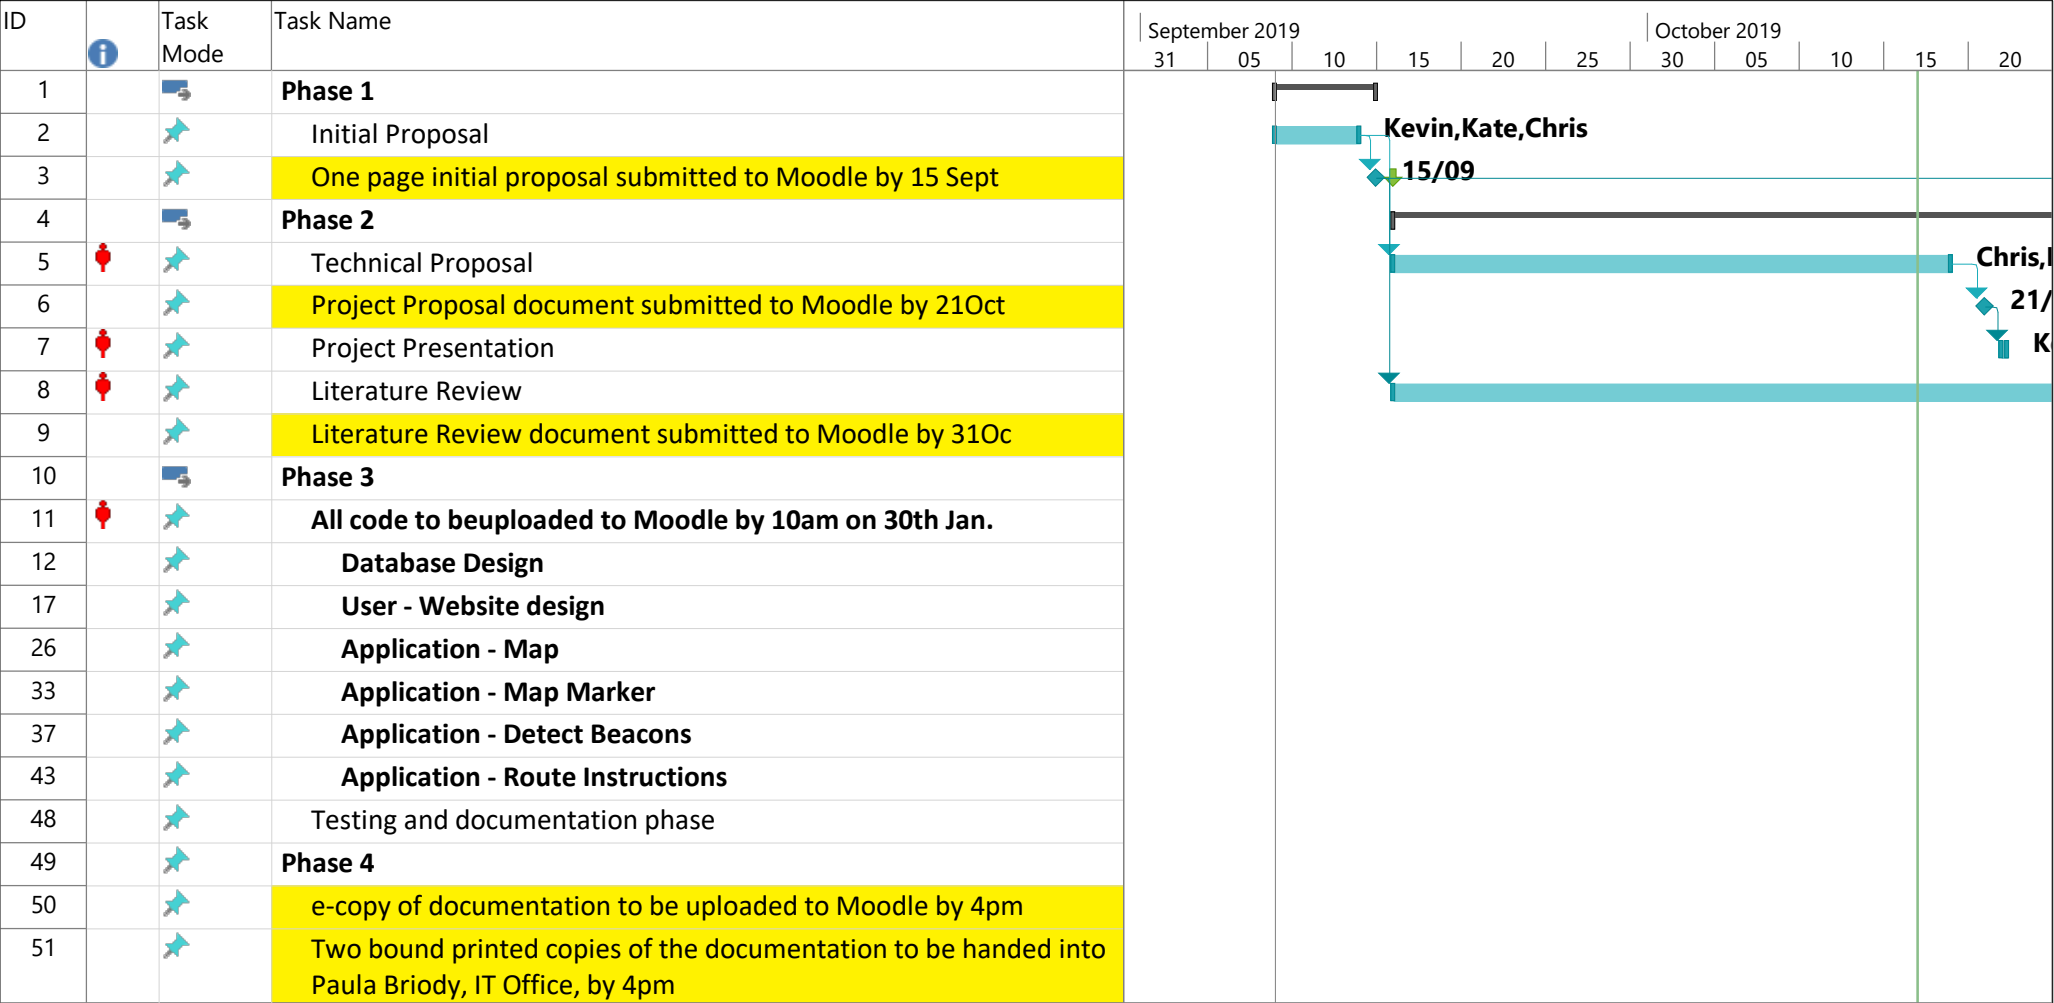 ID
Task Mode
Task Name
September 2019
October 2019
31 05 10 15 20 25 30 05 10 15 20
1 Phase 1
2 Initial Proposal Kevin,Kate,Chris
3 One page initial proposal submitted to Moodle by 15 Sept 15/09
4 Phase 2
5 Technical Proposal Chris,
6 Project Proposal document submitted to Moodle by 21Oct 21/
7 Project Presentation K
8 Literature Review
9 Literature Review document submitted to Moodle by 31Oc
10 Phase 3
11 All code to beuploaded to Moodle by 10am on 30th Jan.
12 Database Design
17 User - Website design
26 Application - Map
33 Application - Map Marker
37 Application - Detect Beacons
43 Application - Route Instructions
48 Testing and documentation phase
49 Phase 4
50 e-copy of documentation to be uploaded to Moodle by 4pm
51 Two bound printed copies of the documentation to be handed into
Paula Briody, IT Office, by 4pm